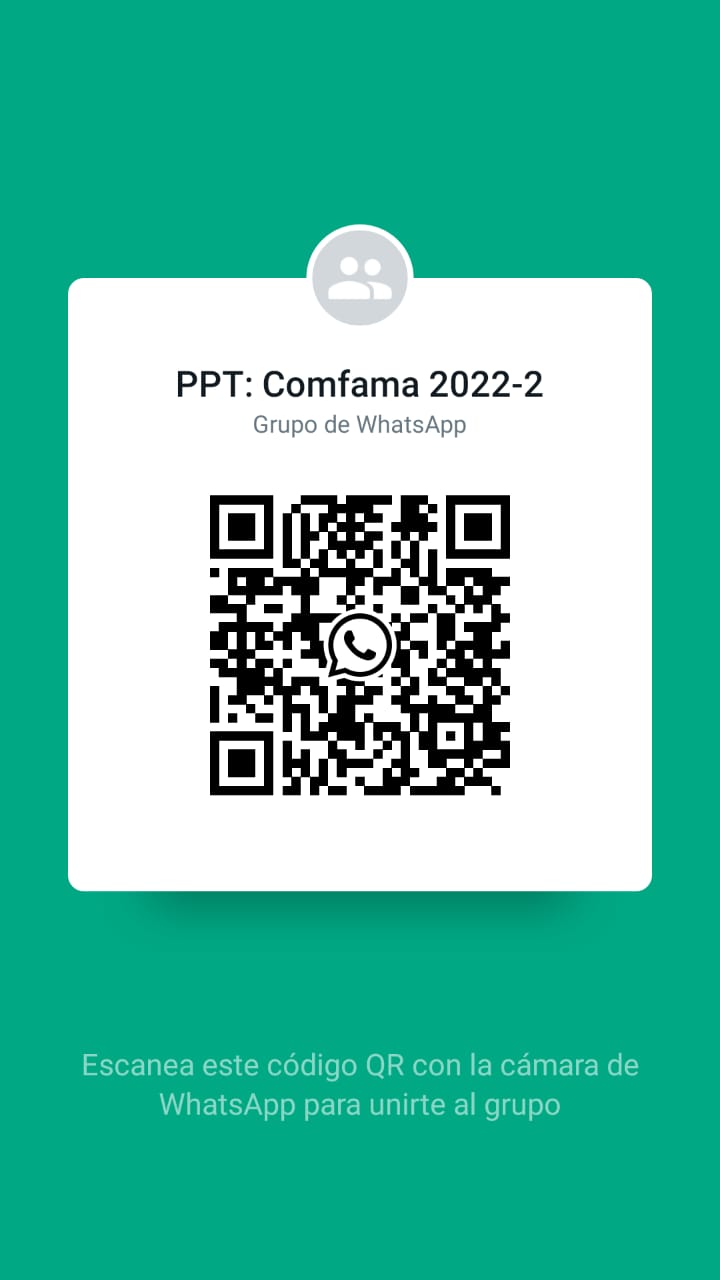 PPT: Comfama 2022-2
Grupo de WhatsApp
Escanea este código QR con la cámara de
WhatsApp para unirte al grupo